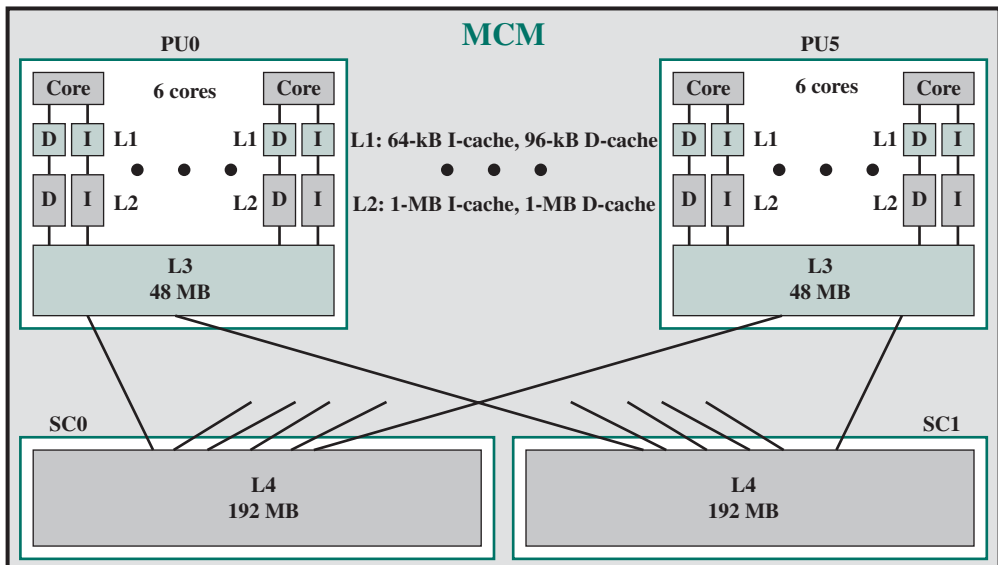 MCM
PU0
PU5
Core
6 cores
Core
Core
6 cores
Core
D
I
L1
L1
D
I
L1: 64-kB I-cache, 96-kB D-cache
D
I
L1
L1
D
I
D
I
L2
L2
D
I
L2: 1-MB I-cache, 1-MB D-cache
D
I
L2
L2
D
I
L3
48 MB
L3
48 MB
SC0
SC1
L4
192 MB
L4
192 MB